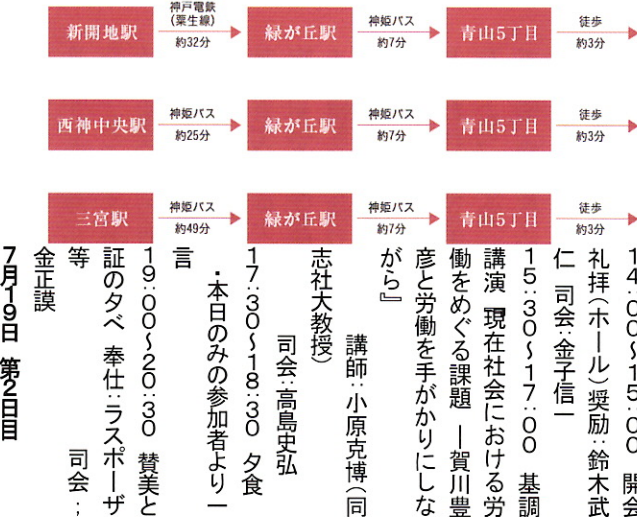 新開地駅
神戸電鉄
(粟生線)
約32分
緑が丘駅
神姫バス
約7分
青山5丁目
徒歩
約3分
西神中央駅
神姫バス
約25分
緑が丘駅
神姫バス
約7分
青山5丁目
徒歩
約3分
三宮駅
神姫バス
約49分
緑が丘駅
神姫バス
約7分
青山5丁目
徒歩
約3分
14:00〜15:00 開会
礼拝(ホール)奨励:鈴木武
仁 司会:金子信一
15:30〜17:00 基調
講演 現在社会における労
働をめぐる課題 ―賀川豊
彦と労働を手がかりにしな
がら』
講師:小原克博(同
志社大教授)
司会:高島史弘
17:30〜18:30 夕食
・本日のみの参加者より一
言
19:00〜20:30 賛美と
証の夕べ 奉仕:ラスポーザ
等 司会;
金正謨
7月19日 第2日目